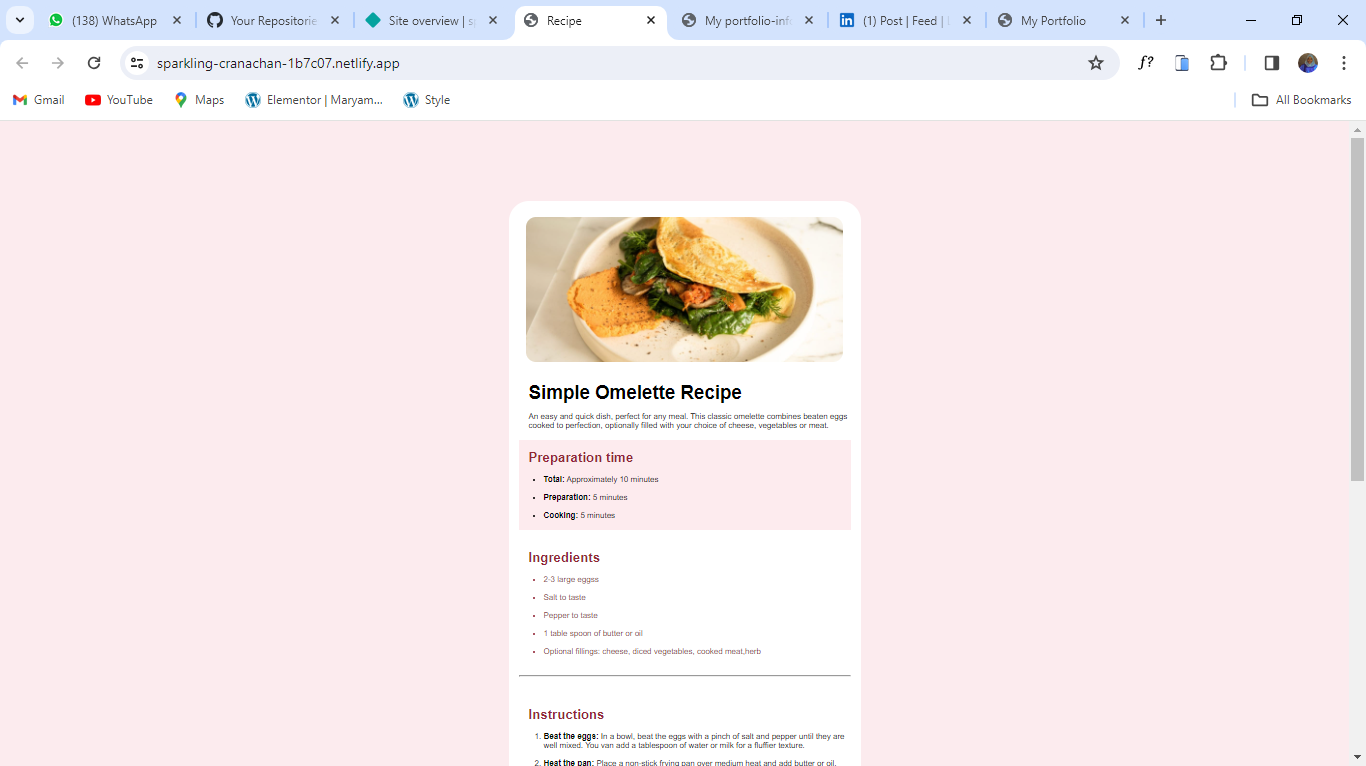 (138) WhatsApp
Your Repositorie
Site overview | s
Recipe
My portfolio-inf
(1) Post | Feed |
My Portfolio
sparkling-cranachan-1b7c07.netlify.app
f?
Gmail
YouTube
Maps
Elementor | Maryam...
Style
All Bookmarks
Simple Omelette Recipe
An easy and quick dish, perfect for any meal. This classic omelette combines beaten eggs
cooked to perfection, optionally filled with your choice of cheese, vegetables or meat.
Preparation time
• Total: Approximately 10 minutes
• Preparation: 5 minutes
• Cooking: 5 minutes
Ingredients
• 2-3 large eggss
• Salt to taste
• Pepper to taste
• 1 table spoon of butter or oil
• Optional fillings: cheese, diced vegetables, cooked meat,herb
Instructions
1. Beat the eggs: In a bowl, beat the eggs with a pinch of salt and pepper until they are
well mixed. You van add a tablespoon of water or milk for a fluffier texture.
2. Heat the pan: Place a non-stick frying pan over medium heat and add butter or oil.